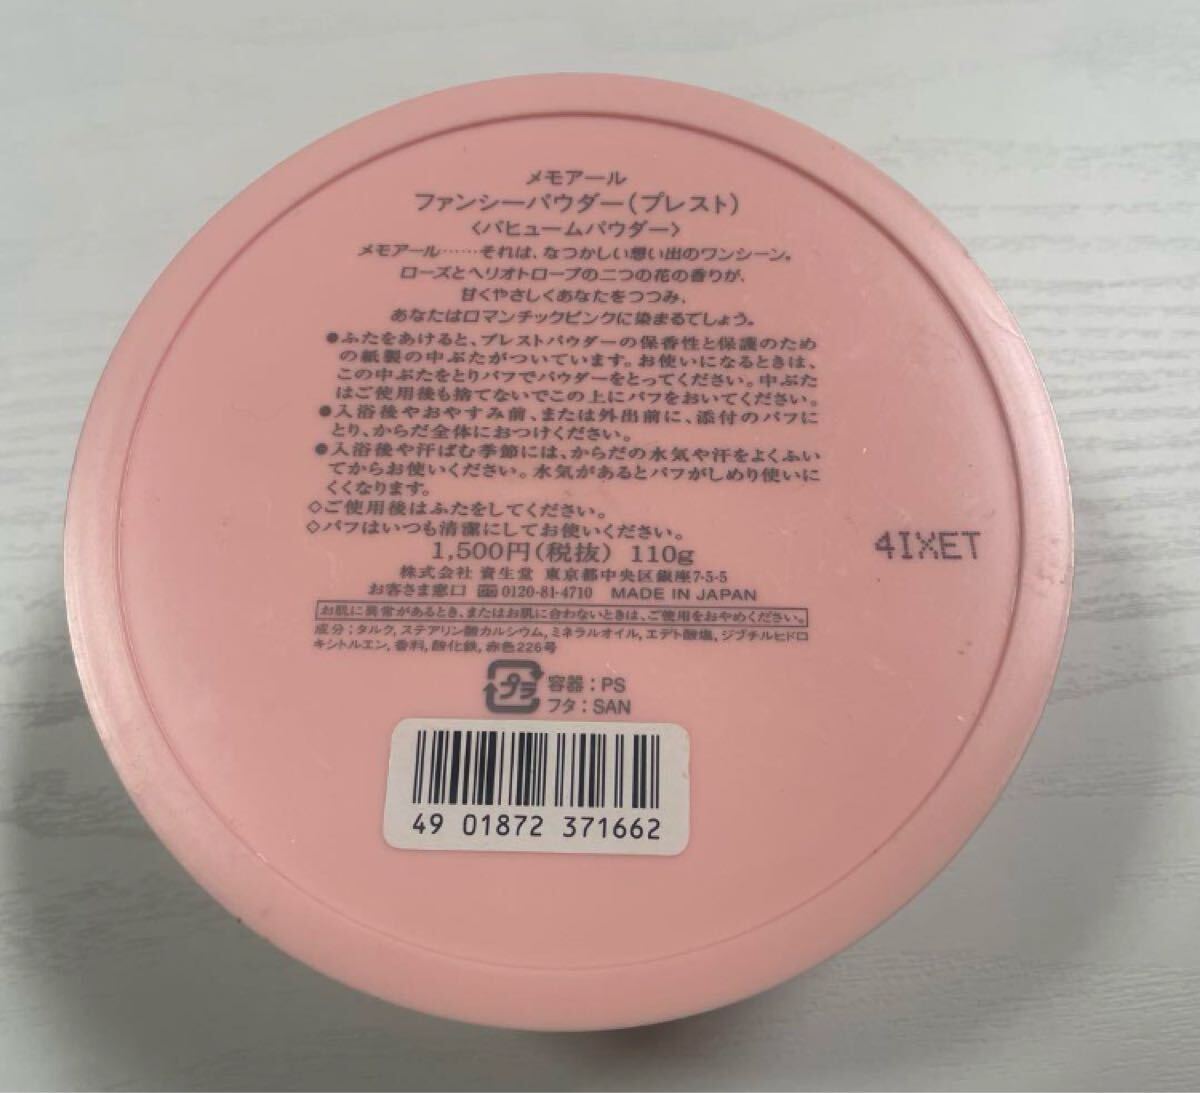 メモアール
ファンシーパウダー(プレスト)
〈パヒュームパウダー〉
メモアール……それは、なつかしい想い出のワンシーン。
ローズとヘリオトロープの二つの花の香りが、
甘くやさしくあなたをつつみ、
あなたはロマンチックピンクに染まるでしょう。
●ふたをあけると、プレストパウダーの保香性と保護のため
の紙製の中ぶたがついています。お使いになるときは、
この中ぶたをとりパフでパウダーをとってください。中ぶた
はご使用後も捨てないでこの上にパフをおいてください。
●入浴後やおやすみ前、または外出前に、添付のパフに
とり、からだ全体におつけください。
●入浴後や汗ばむ季節には、からだの水気や汗をよくふい
てからお使いください。水気があるとパフがしめり使いに
くくなります。
◇ご使用後はふたをしてください。
◇パフはいつも清潔にしてお使いください。
1,500円(税抜) 110g
4IXET
株式会社 資生堂 東京都中央区銀座7-5-5
お客さま窓口 0120-81-4710 MADE IN JAPAN
お肌に異常があるとき、またはお肌に合わないときは、ご使用をおやめください。
成分;タルク, ステアリン酸カルシウム, ミネラルオイル, エデト酸塩, ジブチルヒドロ
キシトルエン, 香料, 酸化鉄, 赤色226号
プラ 容器:PS
フタ:SAN
49 01872 371662